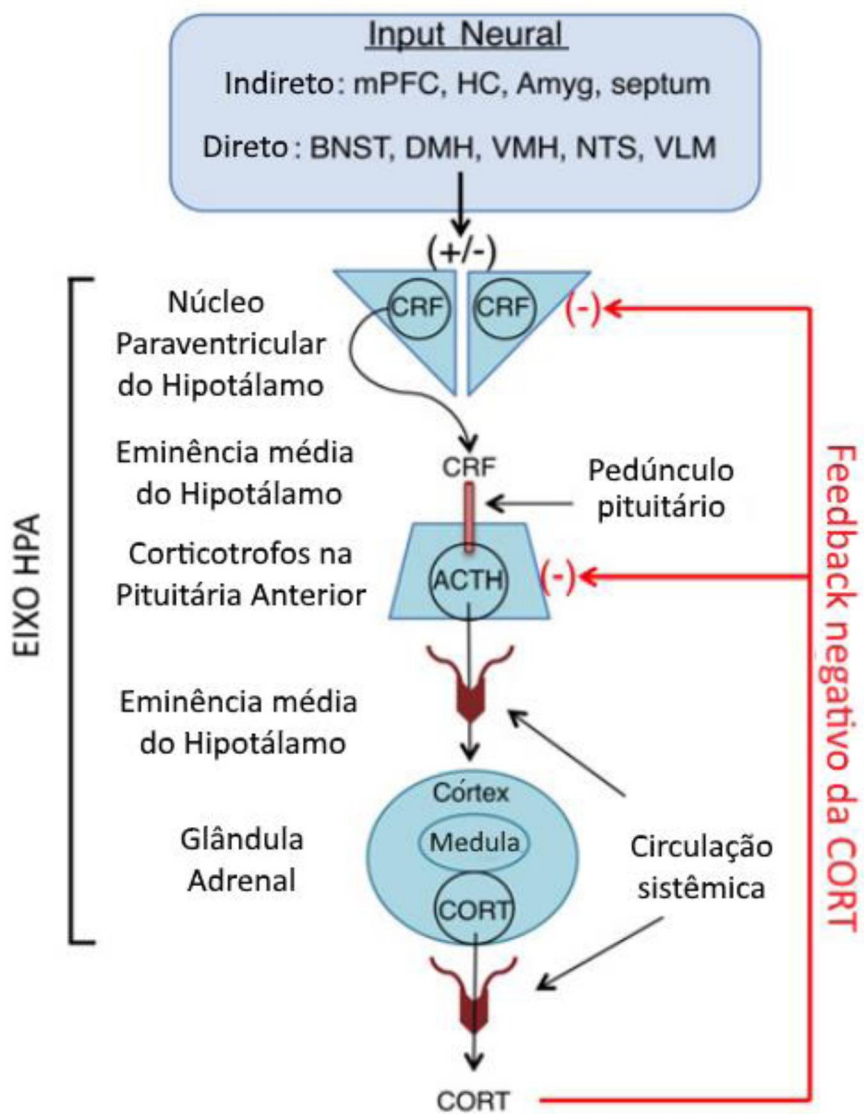 Input Neural
Indireto: mPFC, HC, Amyg, septum
Direto: BNST, DMH, VMH, NTS, VLM
(+/-)
Núcleo
Paraventricular
do Hipotálamo
CRF
CRF
(-)
Eminência média
do Hipotálamo
CRF
Pedúnculo
pituitário
Corticotrofos na
Pituitária Anterior
ACTH
(-)
EIXO HPA
Feedback negativo da CORT
Eminência média
do Hipotálamo
Glândula
Adrenal
Córtex
Medula
CORT
Circulação
sistêmica
CORT